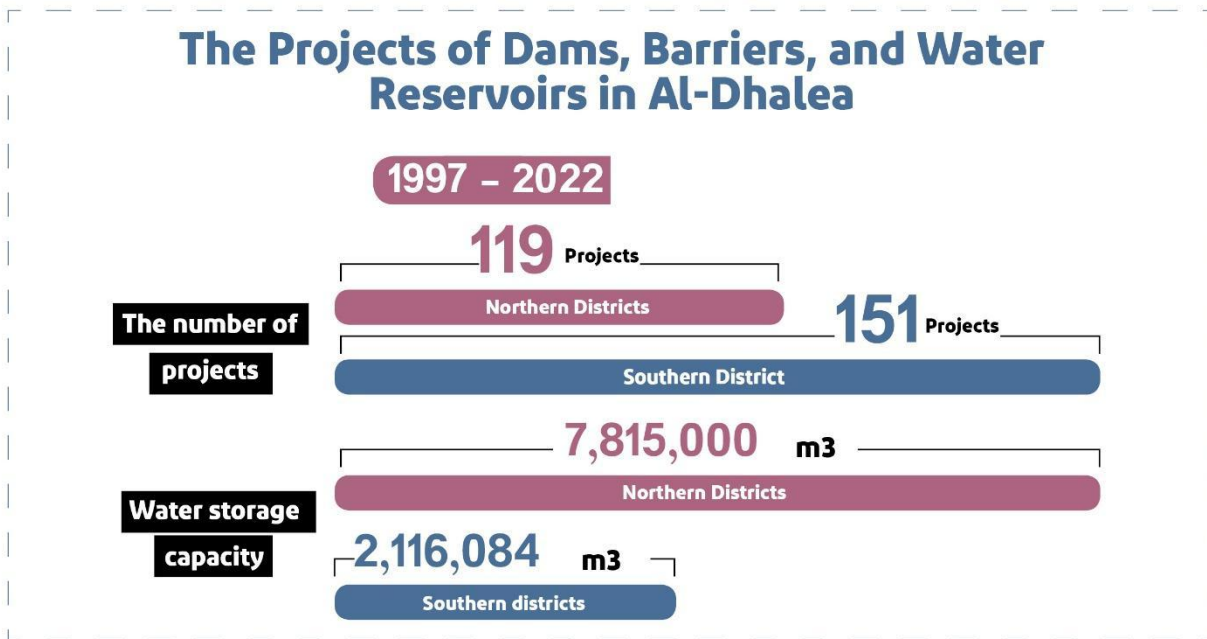 The Projects of Dams, Barriers, and Water
Reservoirs in Al-Dhalea
1997 – 2022
119 Projects
Northern Districts
The number of
projects
151 Projects
Southern District
7,815,000 m3
Northern Districts
Water storage
capacity
2,116,084 m3
Southern districts